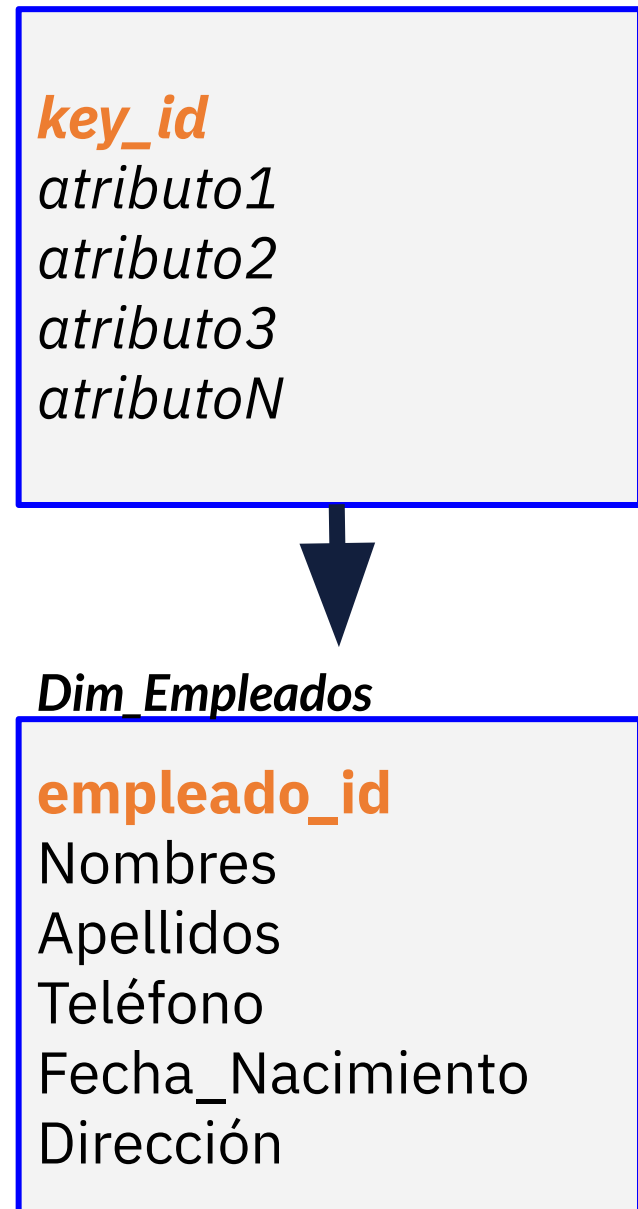 key_id
atributo1
atributo2
atributo3
atributoN
Dim_Empleados
empleado_id
Nombres
Apellidos
Teléfono
Fecha_Nacimiento
Dirección